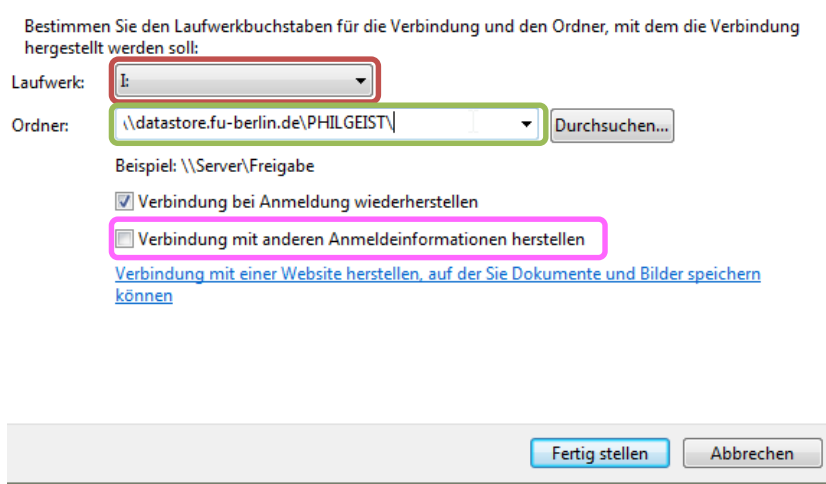 Bestimmen Sie den Laufwerkbuchstaben für die Verbindung und den Ordner, mit dem die Verbindung
hergestellt werden soll:
Laufwerk: I:
Ordner: \\datastore.fu-berlin.de\PHILGEIST\ Durchsuchen...
Beispiel: \\Server\Freigabe
Verbindung bei Anmeldung wiederherstellen
Verbindung mit anderen Anmeldeinformationen herstellen
Verbindung mit einer Website herstellen, auf der Sie Dokumente und Bilder speichern
können
Fertig stellen Abbrechen